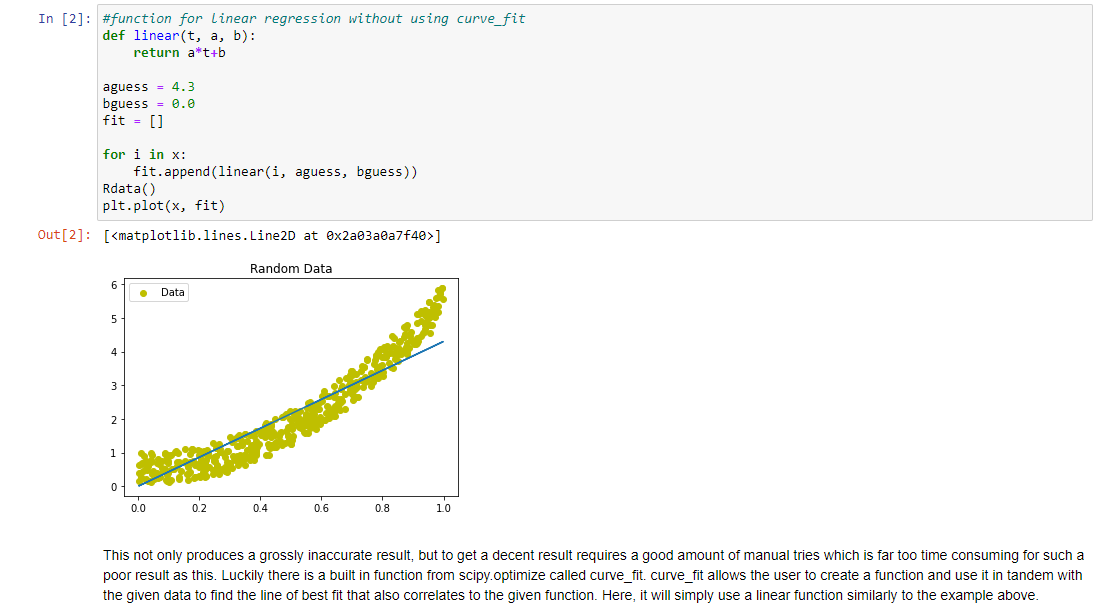 In [2]: #function for linear regression without using curve_fit
def linear(t, a, b):
    return a*t+b

aguess = 4.3
bguess = 0.0
fit = []

for i in x:
    fit.append(linear(i, aguess, bguess))
Rdata()
plt.plot(x, fit)
Out[2]: [<matplotlib.lines.Line2D at 0x2a03a0a7f40>]
Random Data
Data
6
5
4
3
2
1
0
0.0 0.2 0.4 0.6 0.8 1.0
This not only produces a grossly inaccurate result, but to get a decent result requires a good amount of manual tries which is far too time consuming for such a
poor result as this. Luckily there is a built in function from scipy.optimize called curve_fit. curve_fit allows the user to create a function and use it in tandem with
the given data to find the line of best fit that also correlates to the given function. Here, it will simply use a linear function similarly to the example above.